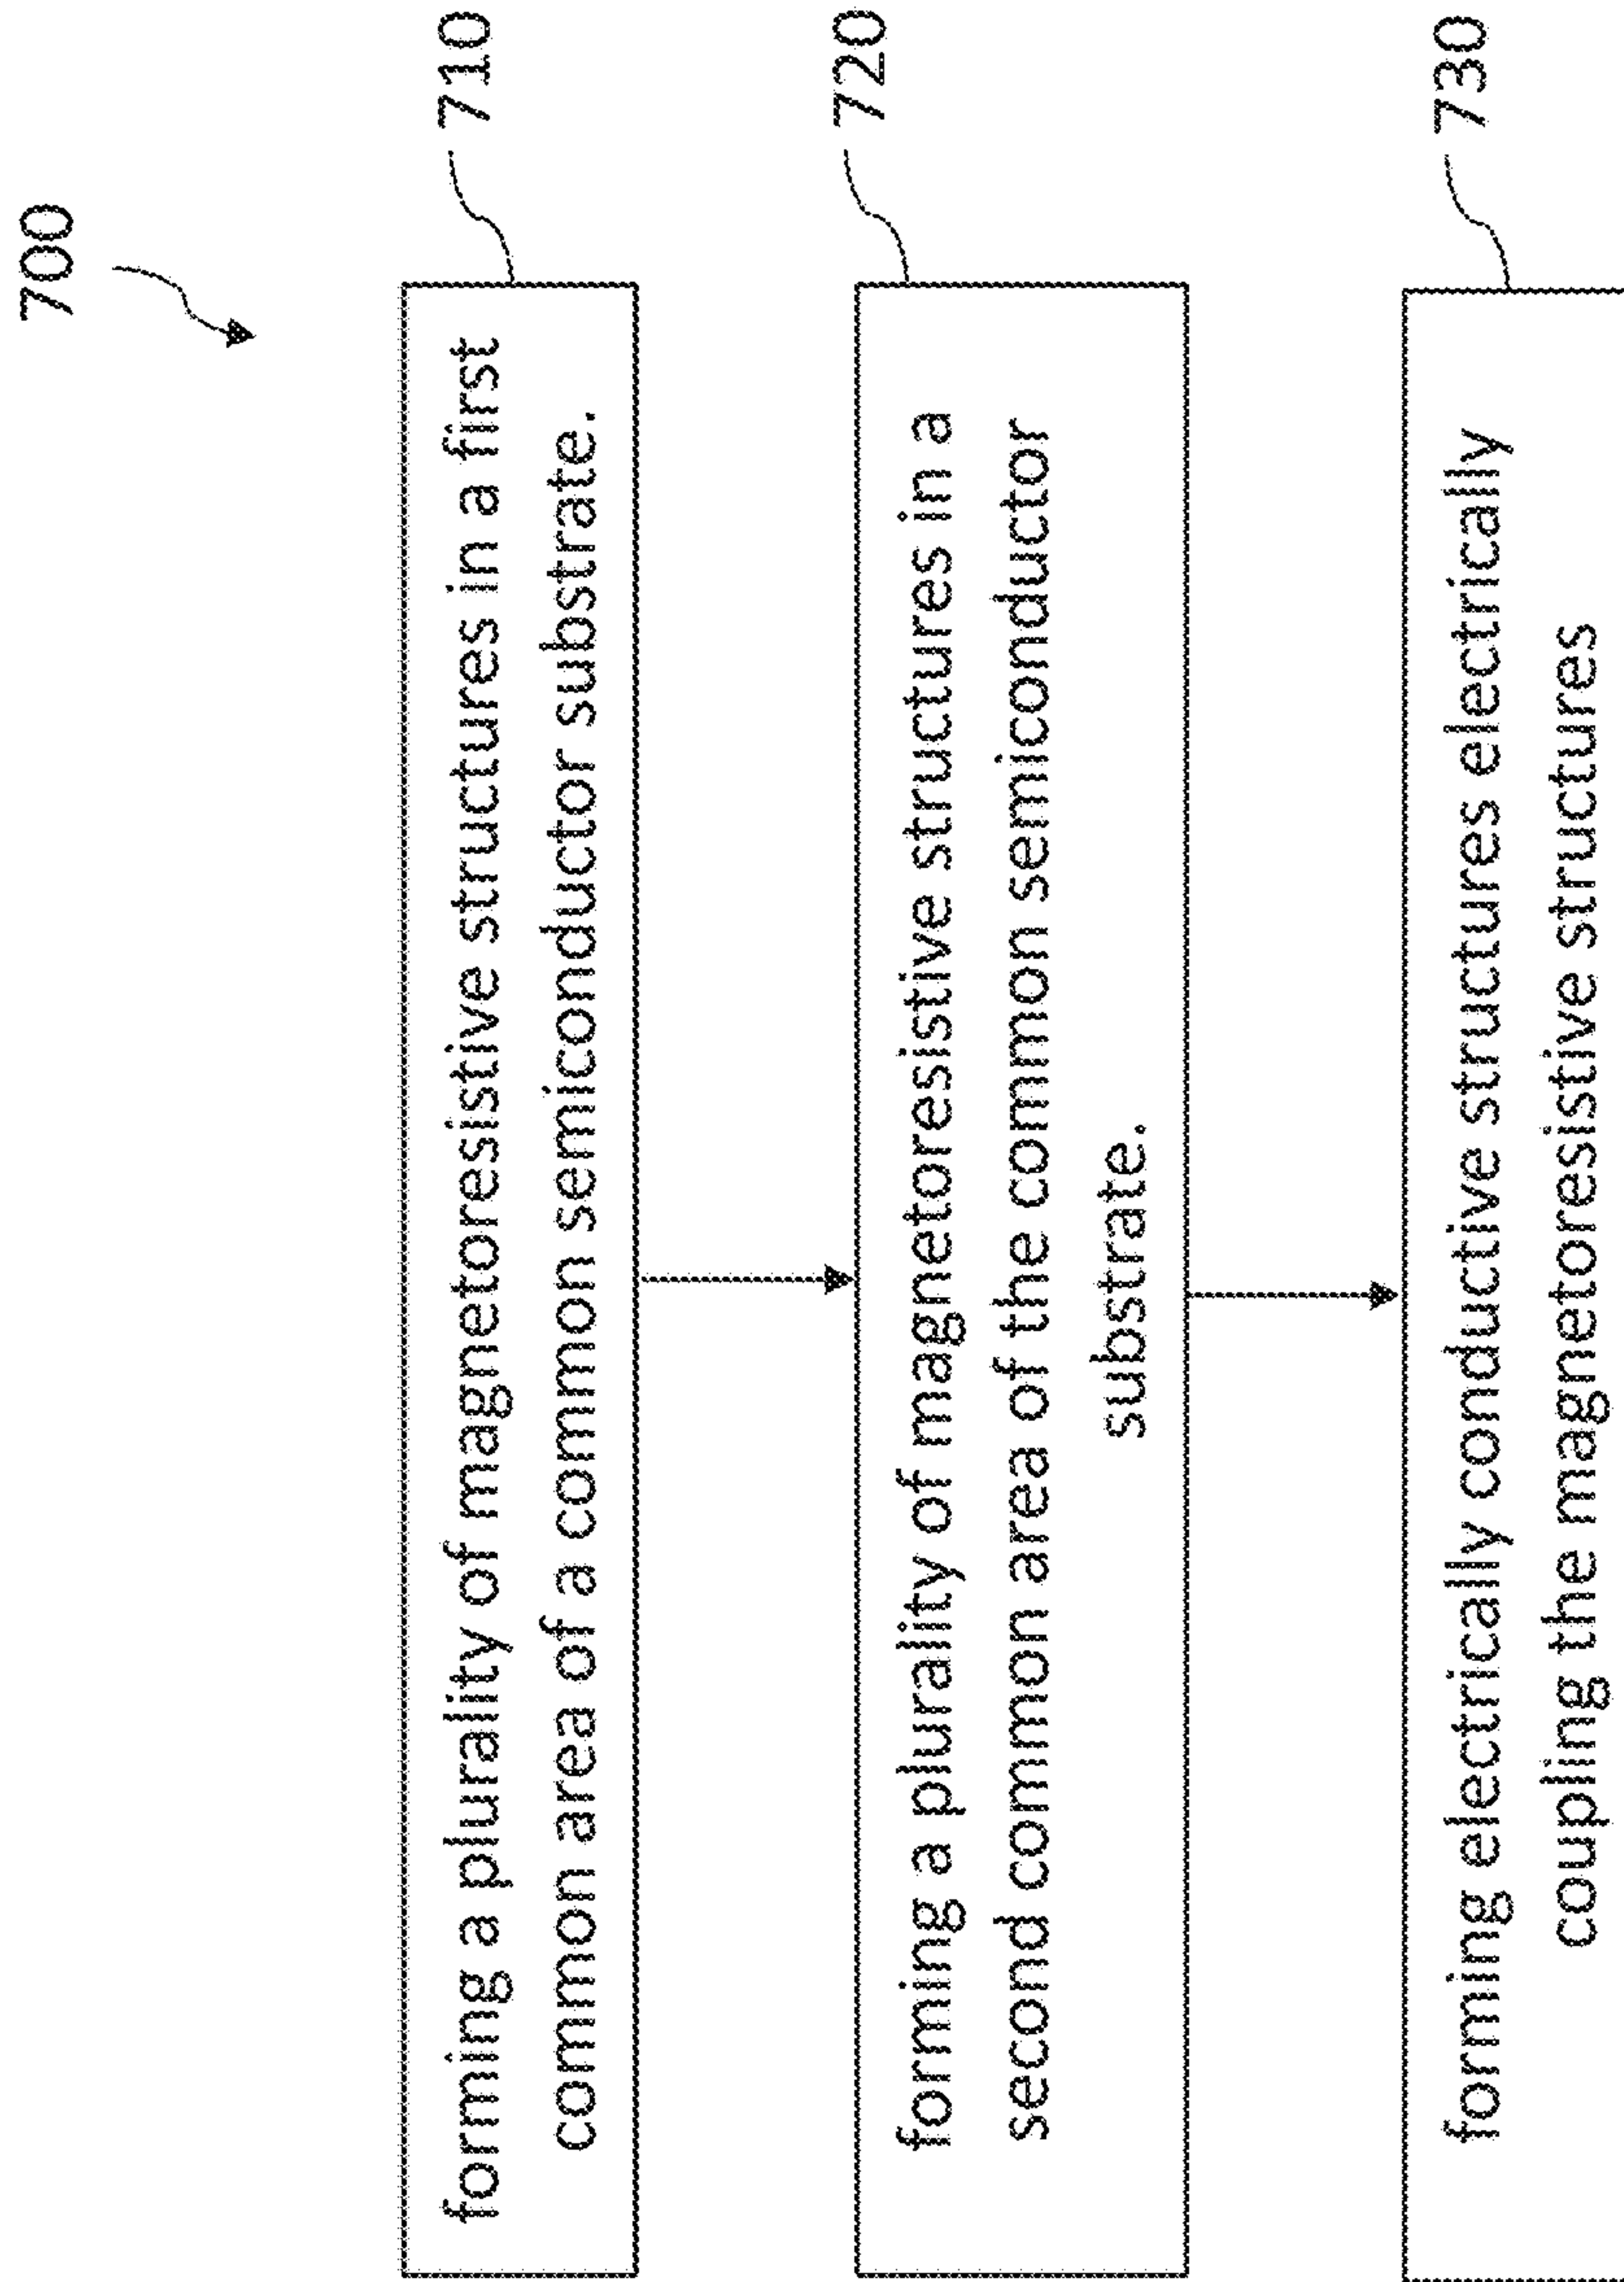 700
710
forming a plurality of magnetoresistive structures in a first
common area of a common semiconductor substrate.
720
forming a plurality of magnetoresistive structures in a
second common area of the common semiconductor
substrate.
730
forming electrically conductive structures electrically
coupling the magnetoresistive structures